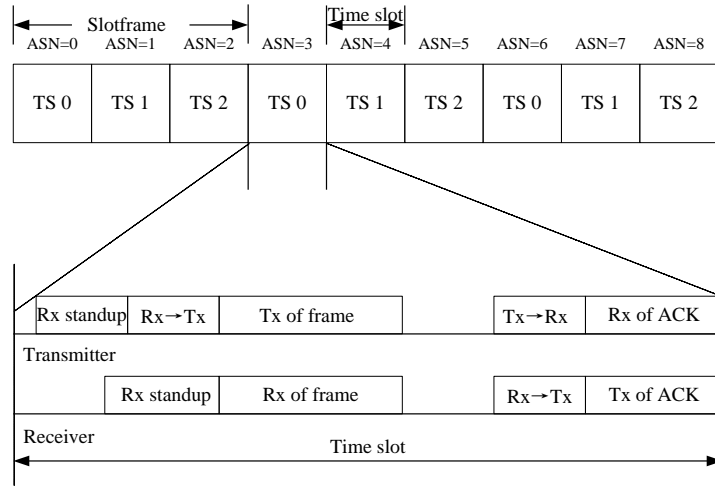 Slotframe
Time slot
ASN=0 ASN=1 ASN=2 ASN=3 ASN=4 ASN=5 ASN=6 ASN=7 ASN=8
TS 0 TS 1 TS 2 TS 0 TS 1 TS 2 TS 0 TS 1 TS 2
Rx standup Rx→Tx Tx of frame Tx→Rx Rx of ACK
Transmitter
Rx standup Rx of frame Rx→Tx Tx of ACK
Receiver
Time slot